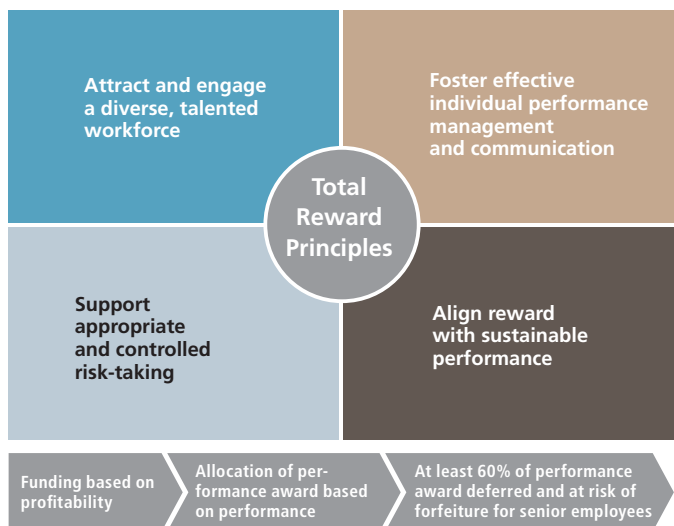 Attract and engage
a diverse, talented
workforce
Foster effective
individual performance
management
and communication
Total
Reward
Principles
Support
appropriate
and controlled
risk-taking
Align reward
with sustainable
performance
Funding based on
profitability
Allocation of per-
formance award based
on performance
At least 60% of performance
award deferred and at risk of
forfeiture for senior employees